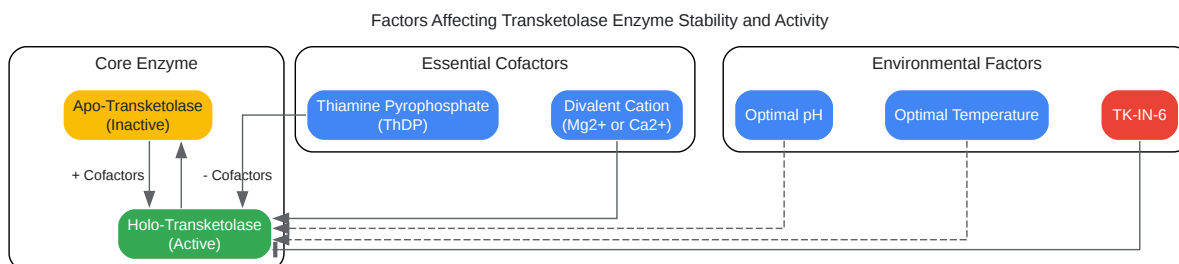 Factors Affecting Transketolase Enzyme Stability and Activity
Core Enzyme
Essential Cofactors
Environmental Factors
Apo-Transketolase
(Inactive)
Thiamine Pyrophosphate
(ThDP)
Divalent Cation
(Mg2+ or Ca2+)
Optimal pH
Optimal Temperature
TK-IN-6
+ Cofactors
- Cofactors
Holo-Transketolase
(Active)